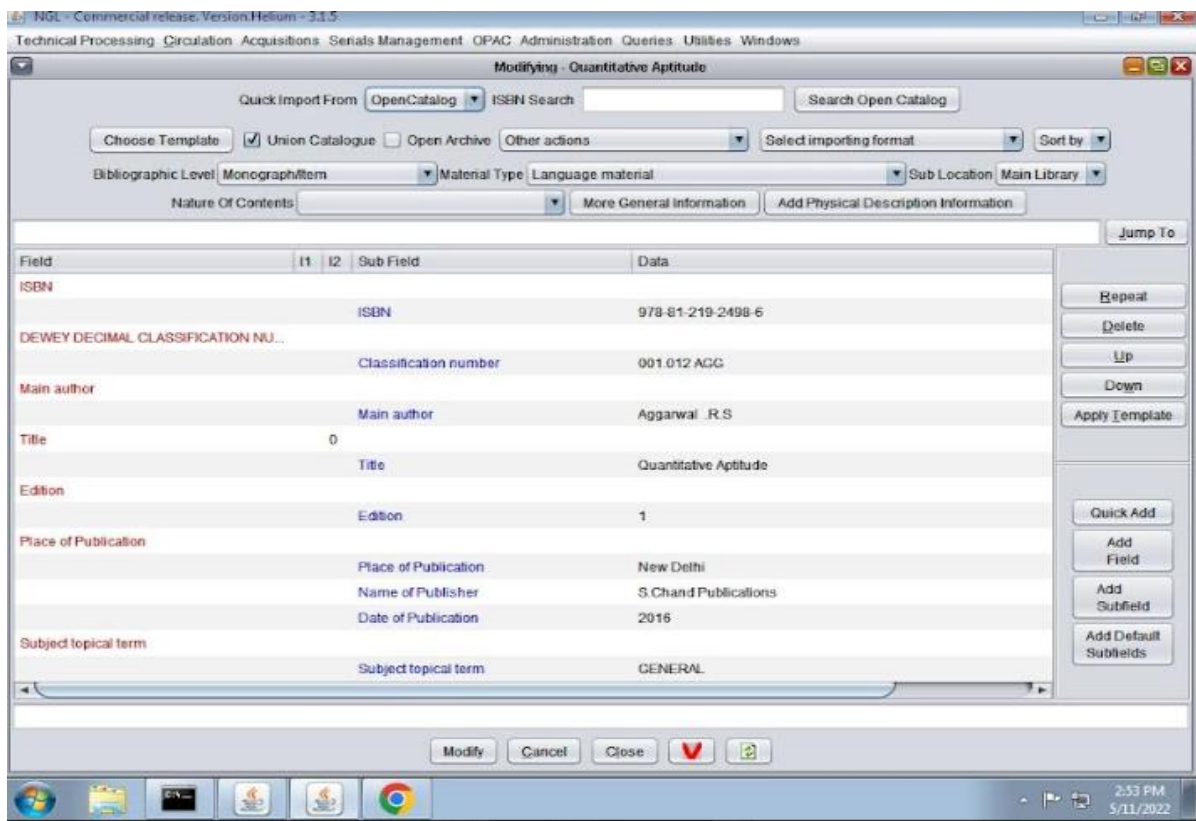 NGL - Commercial release. Version.Helium - 3.1.5
Technical Processing Circulation Acquisitions Serials Management OPAC Administration Queries Utilities Windows
Modifying - Quantitative Aptitude
Quick Import From OpenCatalog ISBN Search Search Open Catalog
Choose Template Union Catalogue Open Archive Other actions Select importing format Sort by
Bibliographic Level Monograph/Item Material Type Language material Sub Location Main Library
Nature Of Contents More General Information Add Physical Description Information
Jump To
Field I1 I2 Sub Field Data
ISBN
ISBN 978-81-219-2498-6
DEWEY DECIMAL CLASSIFICATION NU...
Classification number 001.012 AGG
Main author
Main author Aggarwal .R.S
Title 0
Title Quantitative Aptitude
Edition
Edition 1
Place of Publication
Place of Publication New Delhi
Name of Publisher S.Chand Publications
Date of Publication 2016
Subject topical term
Subject topical term GENERAL
Repeat
Delete
Up
Down
Apply Template
Quick Add
Add
Field
Add
Subfield
Add Default
Subfields
Modify Cancel Close
2:53 PM
5/11/2022